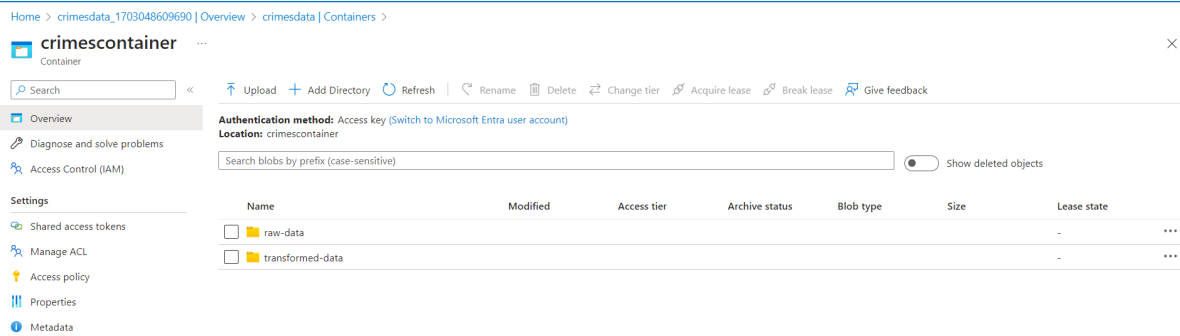 Home > crimesdata_1703048609690 | Overview > crimesdata | Containers >
crimescontainer ...
Container
Search «
Upload Add Directory Refresh Rename Delete Change tier Acquire lease Break lease Give feedback
Overview
Diagnose and solve problems
Access Control (IAM)
Settings
Shared access tokens
Manage ACL
Access policy
Properties
Metadata
Authentication method: Access key (Switch to Microsoft Entra user account)
Location: crimescontainer
Search blobs by prefix (case-sensitive)
Show deleted objects
Name Modified Access tier Archive status Blob type Size Lease state
raw-data - ...
transformed-data - ...